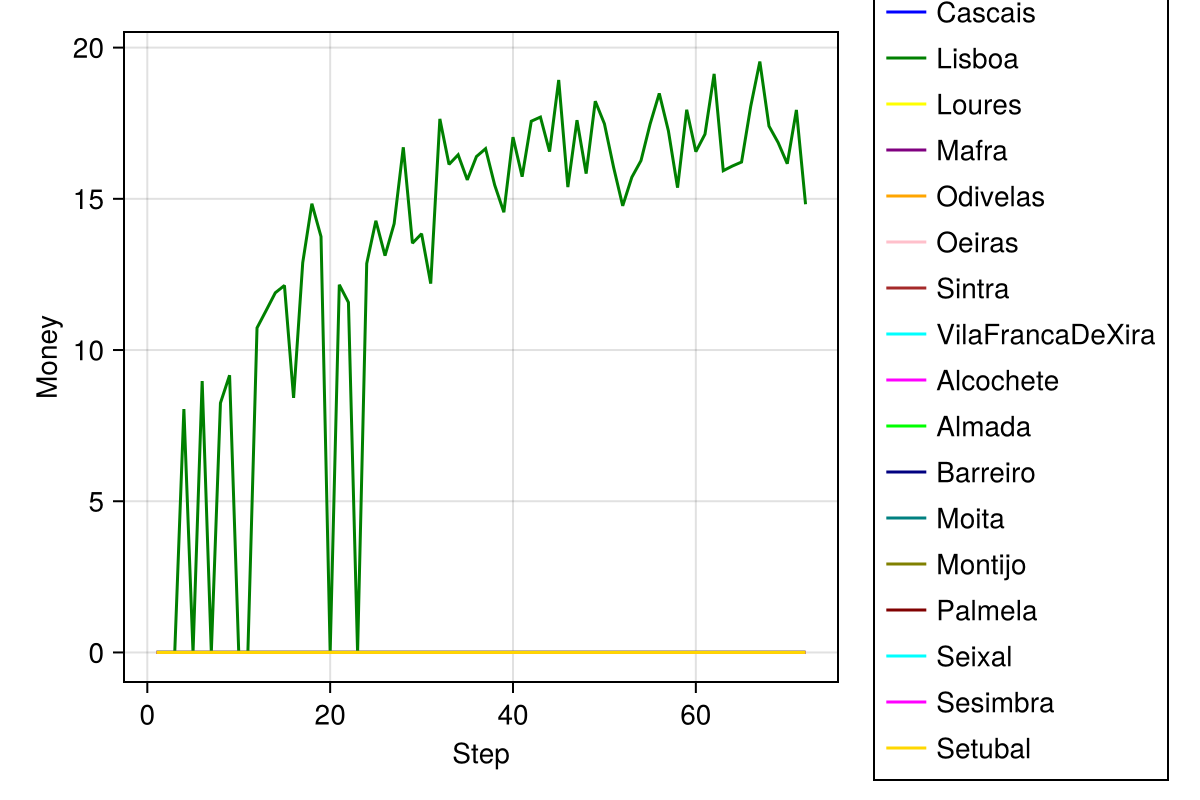 Cascais
Lisboa
Loures
Mafra
Odivelas
Oeiras
Sintra
VilaFrancaDeXira
Alcochete
Almada
Barreiro
Moita
Montijo
Palmela
Seixal
Sesimbra
Setubal
20
15
10
5
0
Money
0 20 40 60
Step